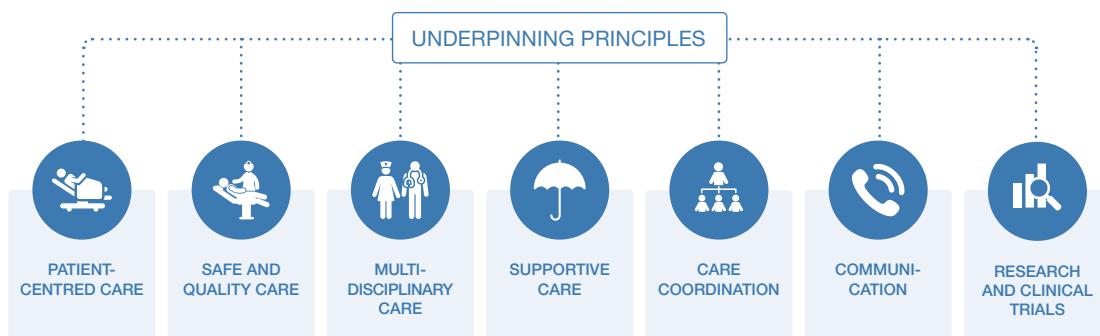 UNDERPINNING PRINCIPLES
PATIENT-
CENTRED CARE
SAFE AND
QUALITY CARE
MULTI-
DISCIPLINARY
CARE
SUPPORTIVE
CARE
CARE
COORDINATION
COMMUNI-
CATION
RESEARCH
AND CLINICAL
TRIALS